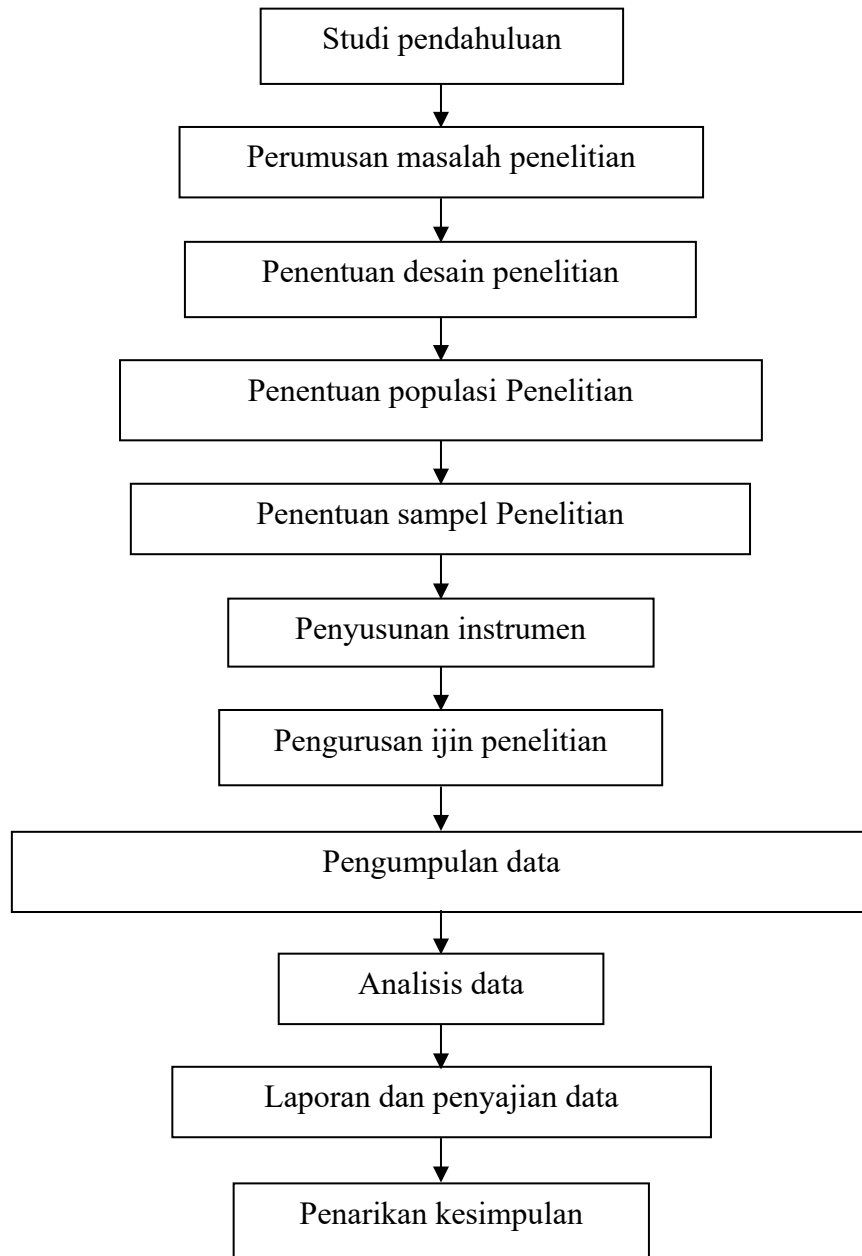 Studi pendahuluan
Perumusan masalah penelitian
Penentuan desain penelitian
Penentuan populasi Penelitian
Penentuan sampel Penelitian
Penyusunan instrumen
Pengurusan ijin penelitian
Pengumpulan data
Analisis data
Laporan dan penyajian data
Penarikan kesimpulan